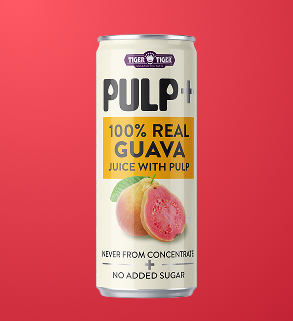 TIGER TIGER
PULP+
100% REAL
GUAVA
JUICE WITH PULP
NEVER FROM CONCENTRATE
+
NO ADDED SUGAR